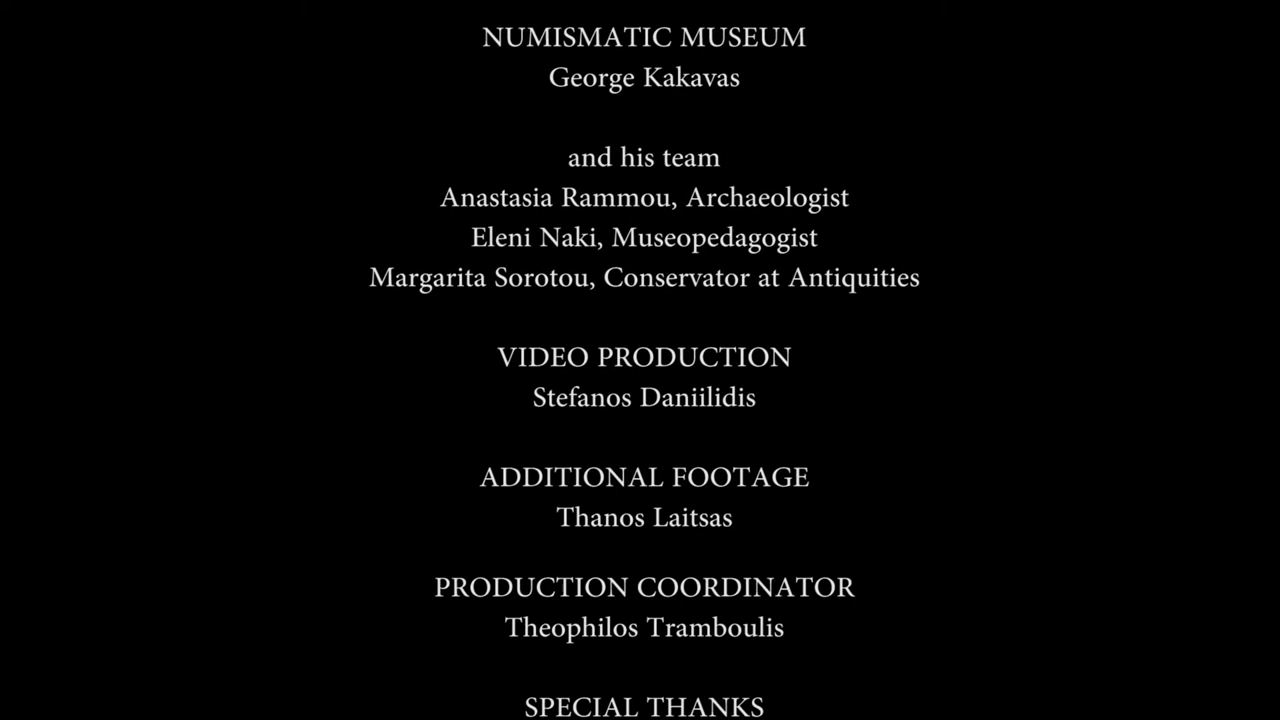 NUMISMATIC MUSEUM
George Kakavas
and his team
Anastasia Rammou, Archaeologist
Eleni Naki, Museopedagogist
Margarita Sorotou, Conservator at Antiquities
VIDEO PRODUCTION
Stefanos Daniilidis
ADDITIONAL FOOTAGE
Thanos Laitsas
PRODUCTION COORDINATOR
Theophilos Tramboulis
SPECIAL THANKS